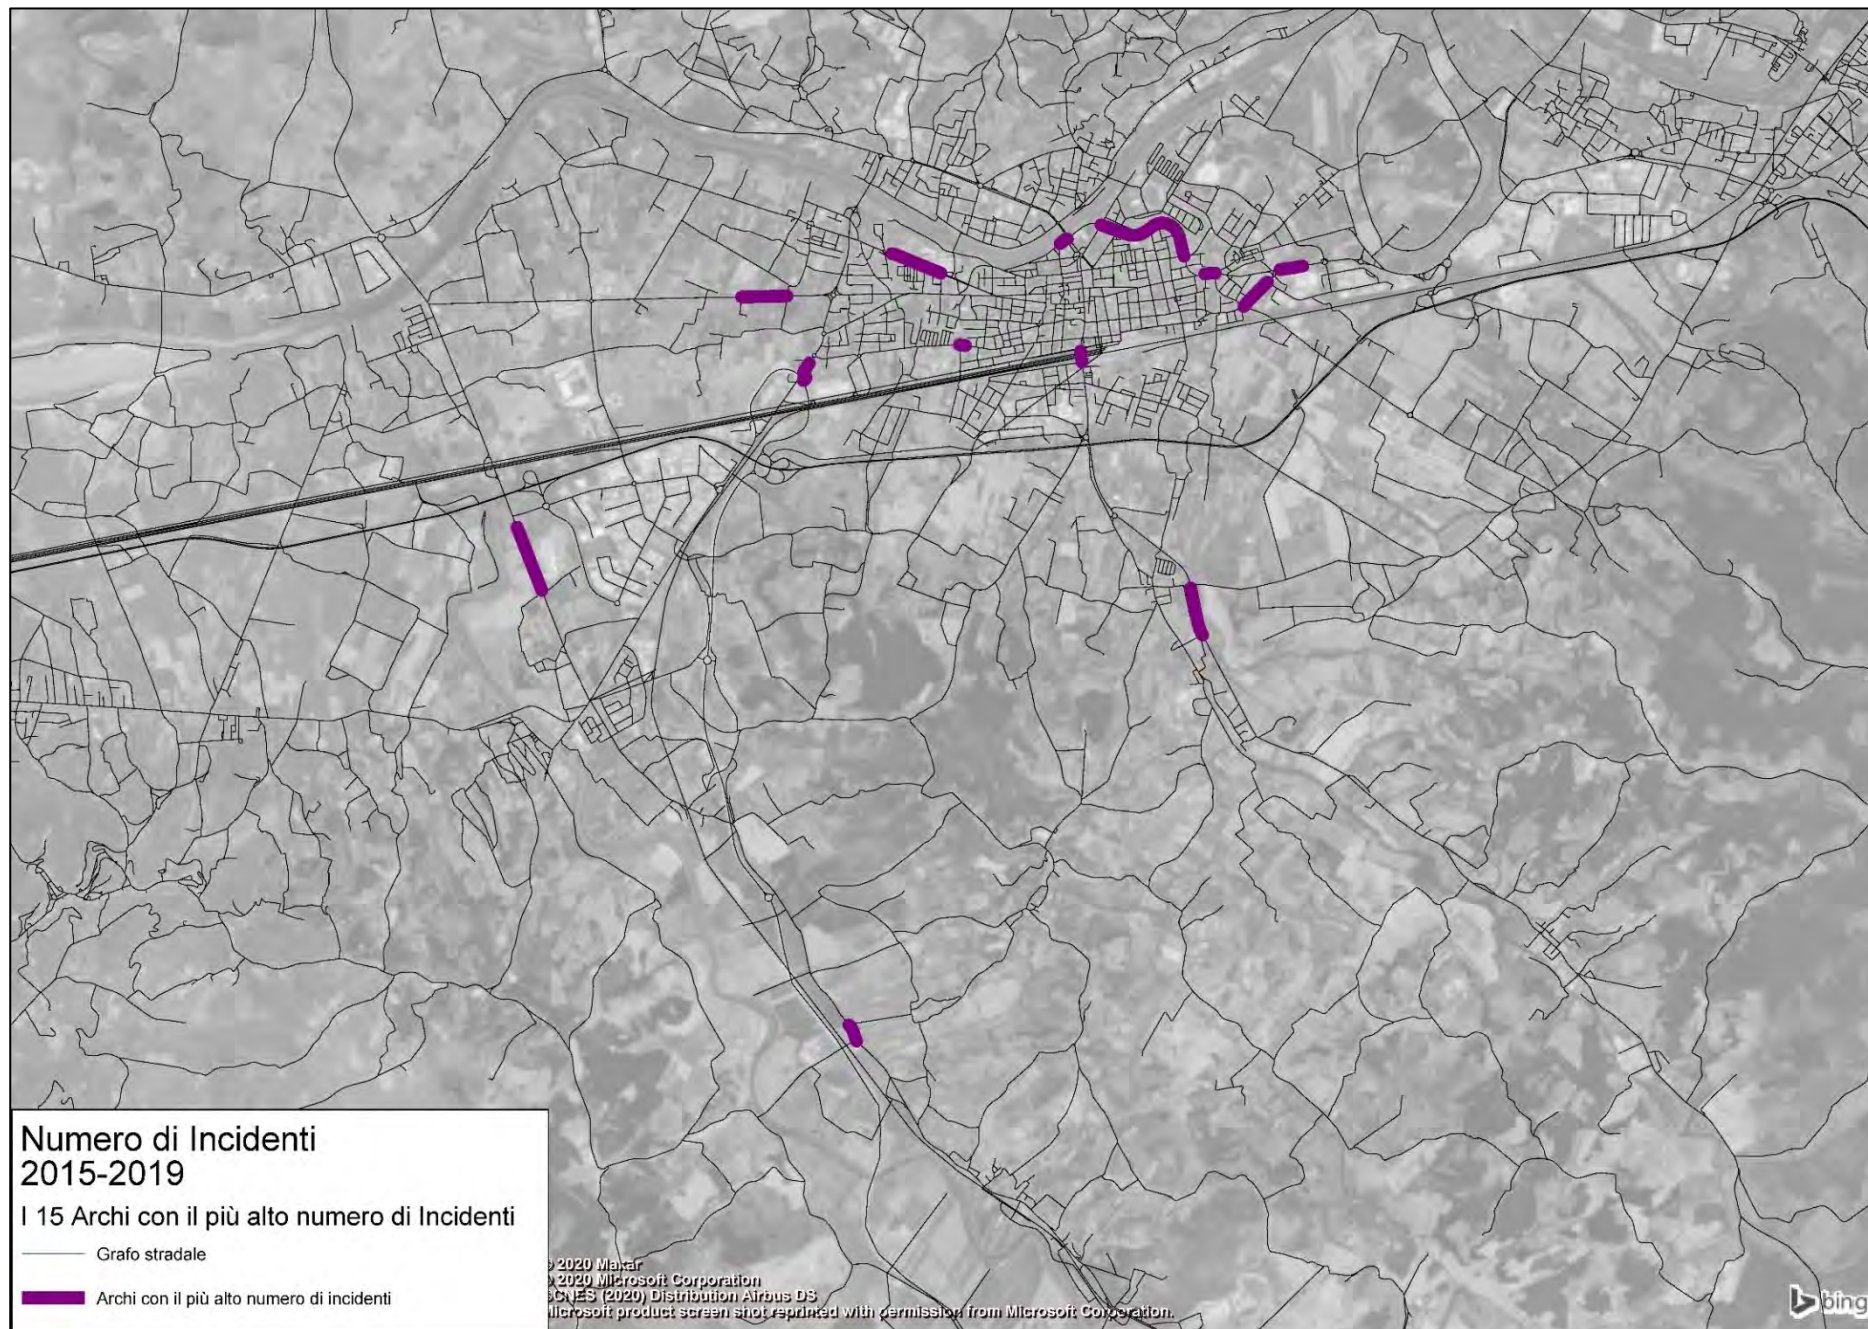 Numero di Incidenti
2015-2019
I 15 Archi con il più alto numero di Incidenti
Grafo stradale
Archi con il più alto numero di incidenti
© 2020 Maxar
© 2020 Microsoft Corporation
©CNES (2020) Distribution Airbus DS
Microsoft product screen shot reprinted with permission from Microsoft Corporation.
bing